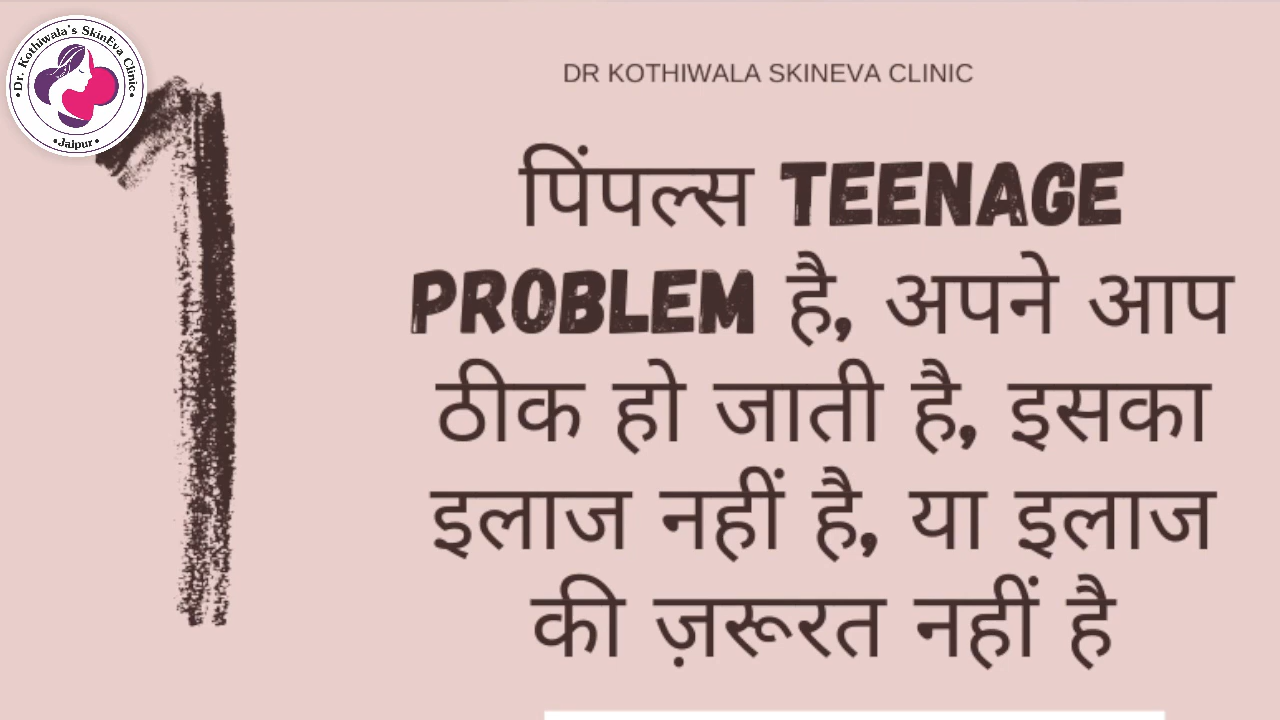 •Dr. Kothiwala's SkinEva Clinic•
•Jaipur•
1
DR KOTHIWALA SKINEVA CLINIC
पिंपल्स TEENAGE
PROBLEM है, अपने आप
ठीक हो जाती है, इसका
इलाज नहीं है, या इलाज
की ज़रूरत नहीं है